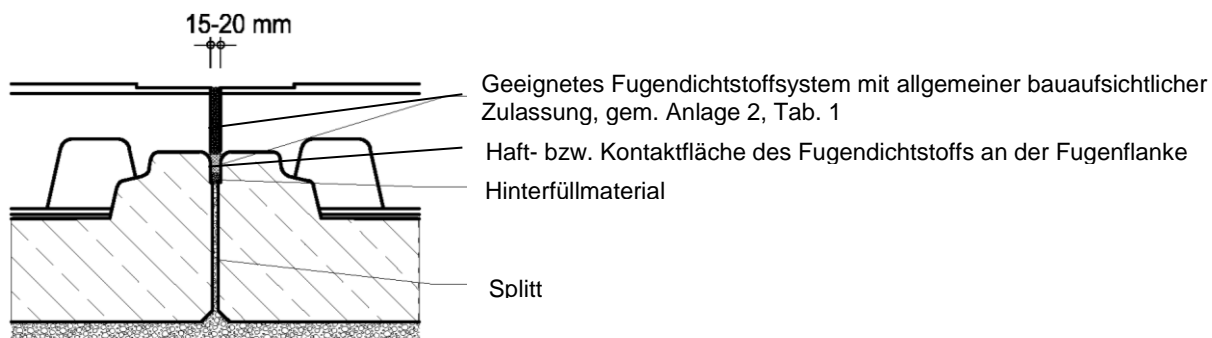 15-20 mm
Geeignetes Fugendichtstoffsystem mit allgemeiner bauaufsichtlicher
Zulassung, gem. Anlage 2, Tab. 1
Haft- bzw. Kontaktfläche des Fugendichtstoffs an der Fugenflanke
Hinterfüllmaterial
Splitt